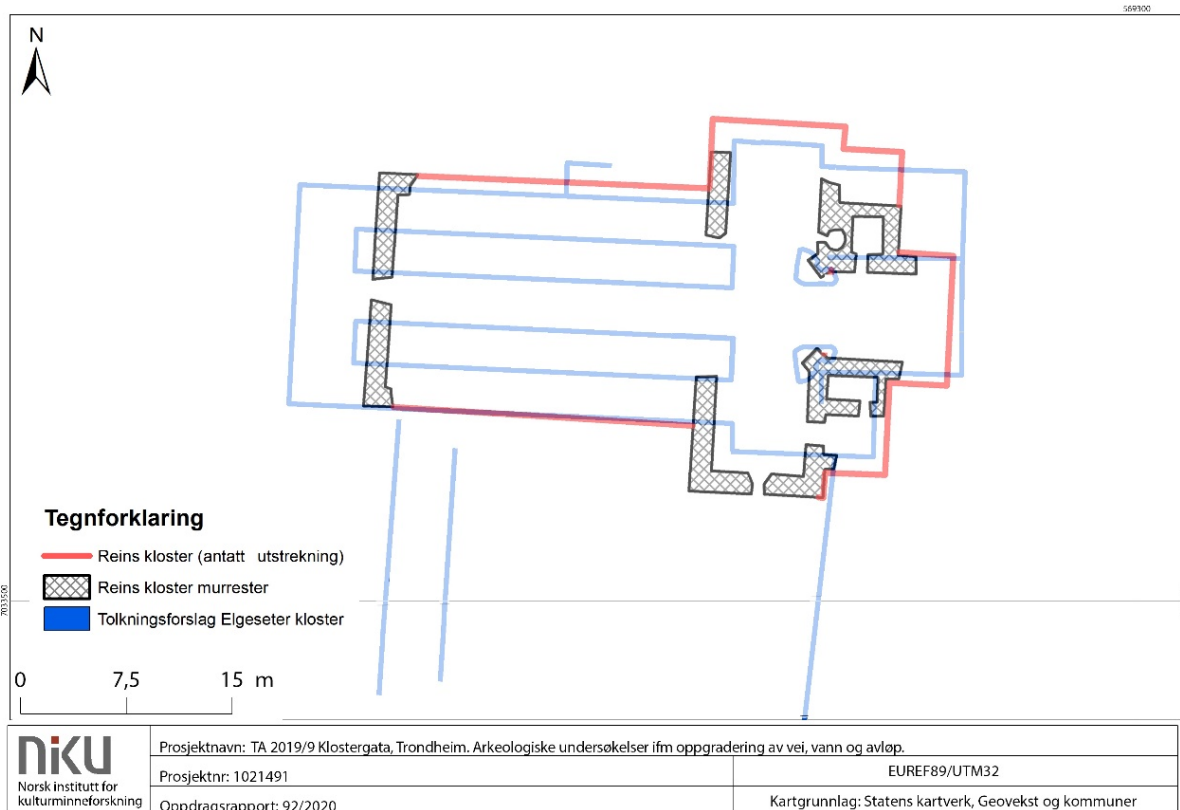 569300
N
Tegnforklaring
Reins kloster (antatt utstrekning)
Reins kloster murrester
7033500
Tolkningsforslag Elgeseter kloster
0 7,5 15 m
niku
Norsk institutt for
kulturminneforskning
Prosjektnavn: TA 2019/9 Klostergata, Trondheim. Arkeologiske undersøkelser ifm oppgradering av vei, vann og avløp.
Prosjektnr: 1021491
EUREF89/UTM32
Oppdragsrapport: 92/2020
Kartgrunnlag: Statens kartverk, Geovekst og kommuner